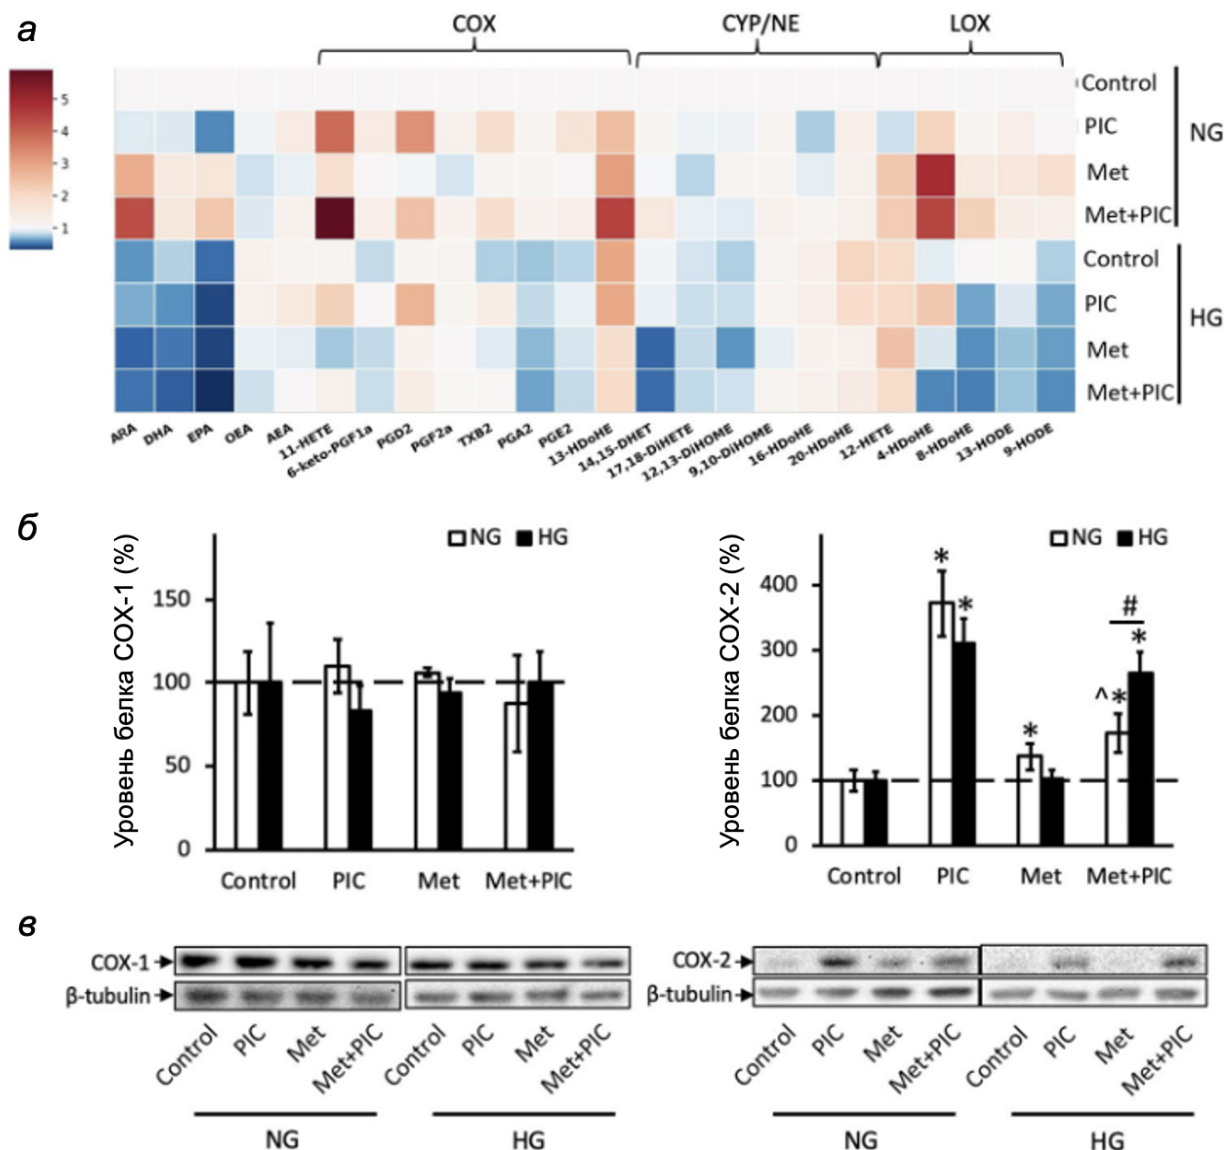 а
COX
CYP/NE
LOX
5
4
3
2
1
Control
PIC
Met
Met+PIC
NG
Control
PIC
Met
Met+PIC
HG
ARA DHA EPA OEA AEA 11-HETE 6-keto-PGF1a PGD2 PGF2a TXB2 PGA2 PGE2 13-HDoHE 14,15-DHET 17,18-DiHETE 12,13-DiHOME 9,10-DiHOME 16-HDoHE 20-HDoHE 12-HETE 4-HDoHE 8-HDoHE 13-HODE 9-HODE
б
Уровень белка COX-1 (%)
NG HG
150
100
50
0
Control PIC Met Met+PIC
Уровень белка COX-2 (%)
NG HG
400
300
200
100
0
* * * ^* # *
Control PIC Met Met+PIC
в
COX-1
β-tubulin
Control PIC Met Met+PIC Control PIC Met Met+PIC
NG HG
COX-2
β-tubulin
Control PIC Met Met+PIC Control PIC Met Met+PIC
NG HG